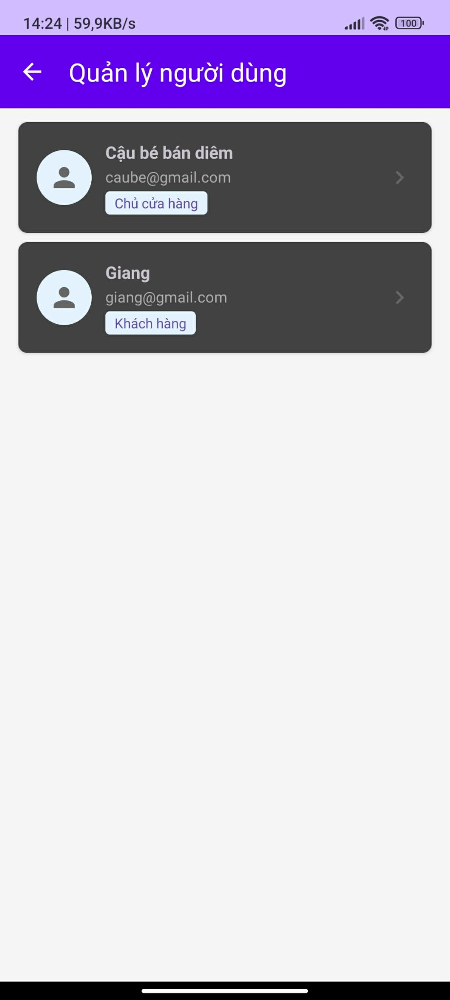 14:24 | 59,9KB/s
100
Quản lý người dùng
Cậu bé bán diêm
caube@gmail.com
Chủ cửa hàng
Giang
giang@gmail.com
Khách hàng